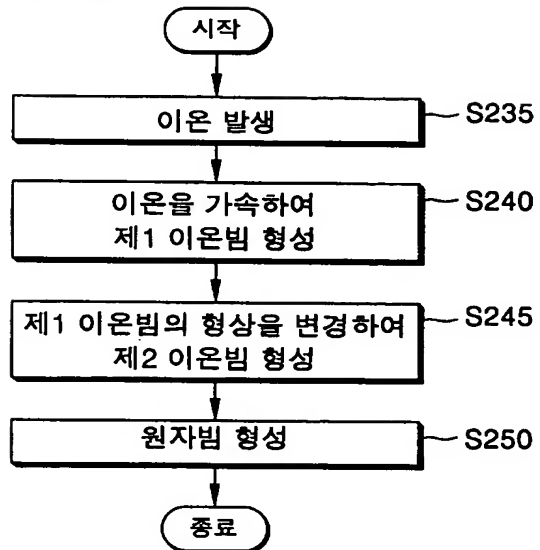 시작
이온 발생
S235
이온을 가속하여
제1 이온빔 형성
S240
제1 이온빔의 형상을 변경하여
제2 이온빔 형성
S245
원자빔 형성
S250
종료